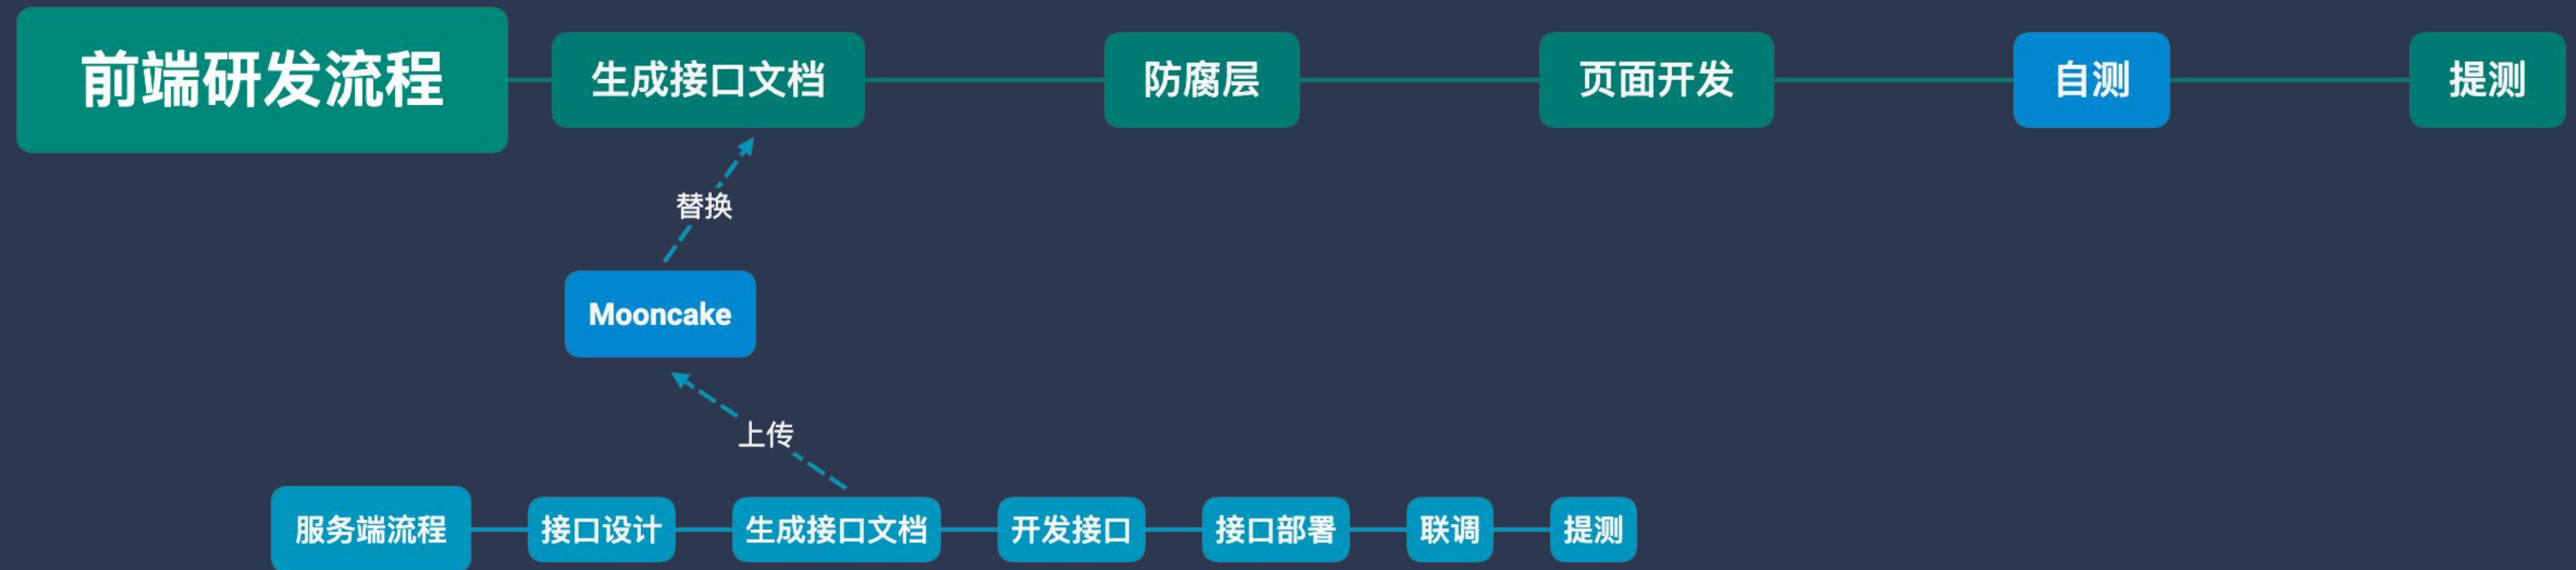 前端研发流程
生成接口文档
防腐层
页面开发
自测
提测
替换
Mooncake
上传
服务端流程
接口设计
生成接口文档
开发接口
接口部署
联调
提测